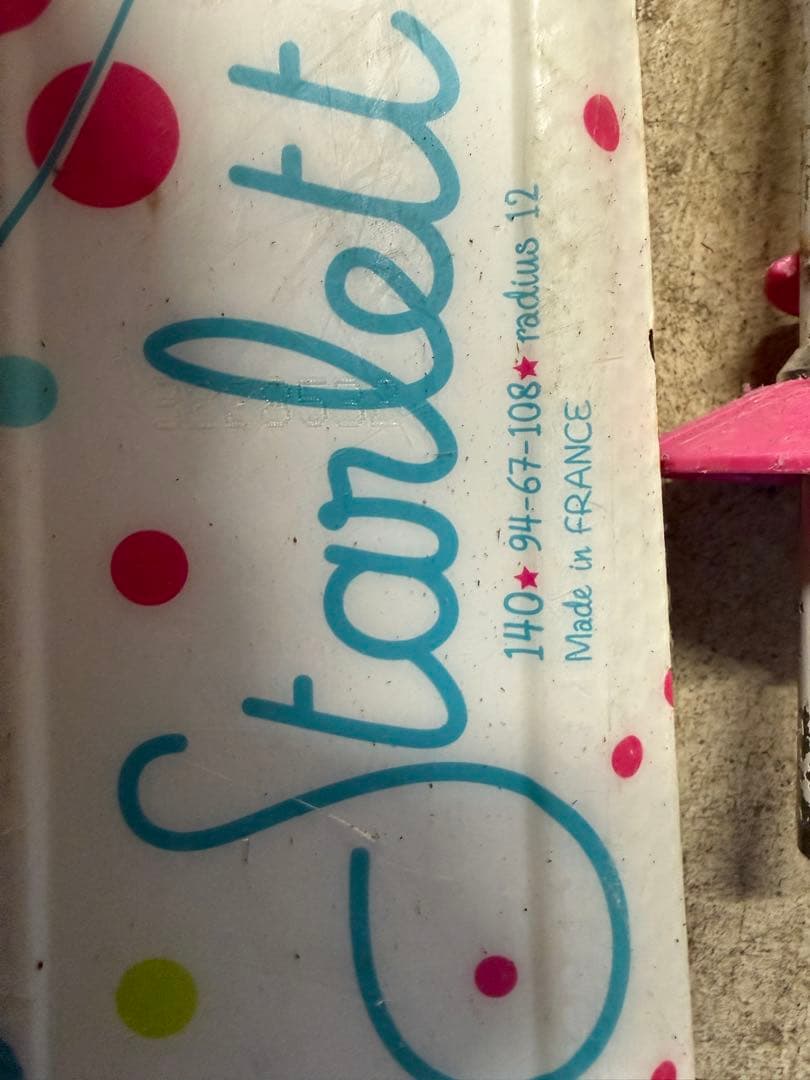 Starlett
140★ 94-67-108★ radius 12
Made in FRANCE